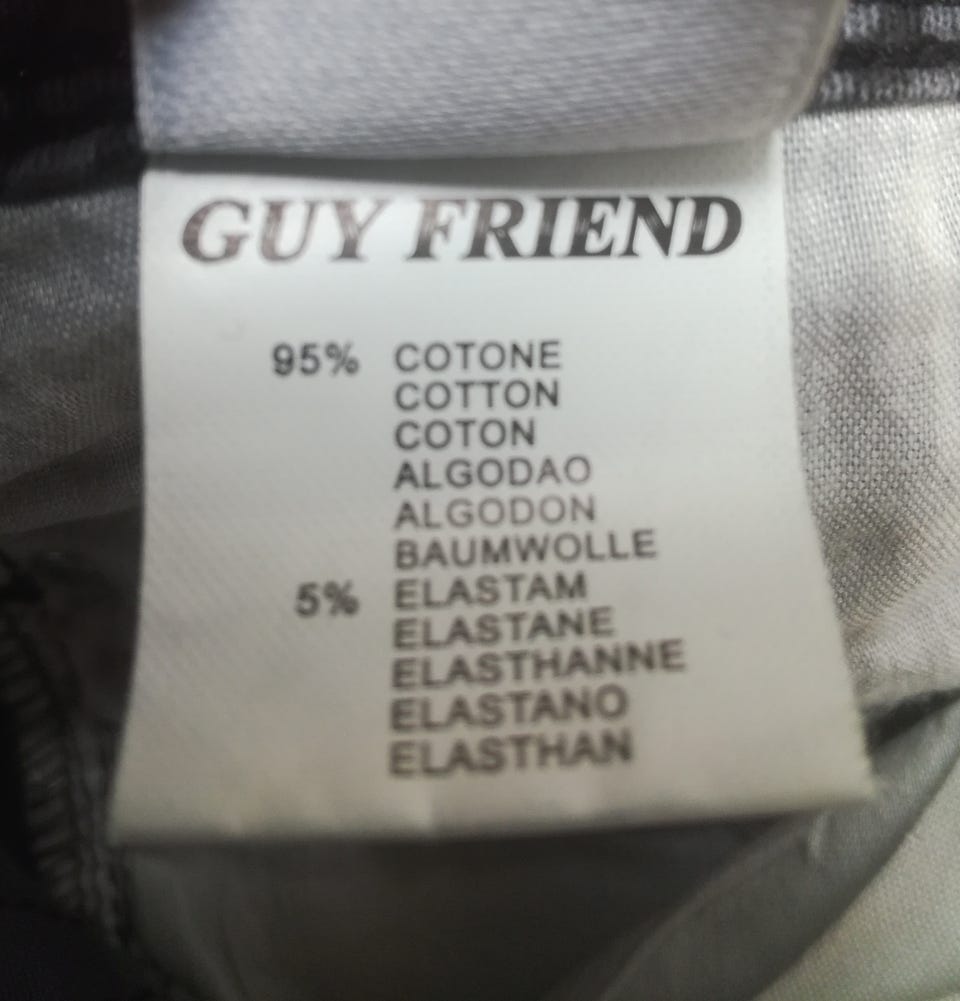 GUY FRIEND
95% COTONE
COTTON
COTON
ALGODAO
ALGODON
BAUMWOLLE
5% ELASTAM
ELASTANE
ELASTHANNE
ELASTANO
ELASTHAN